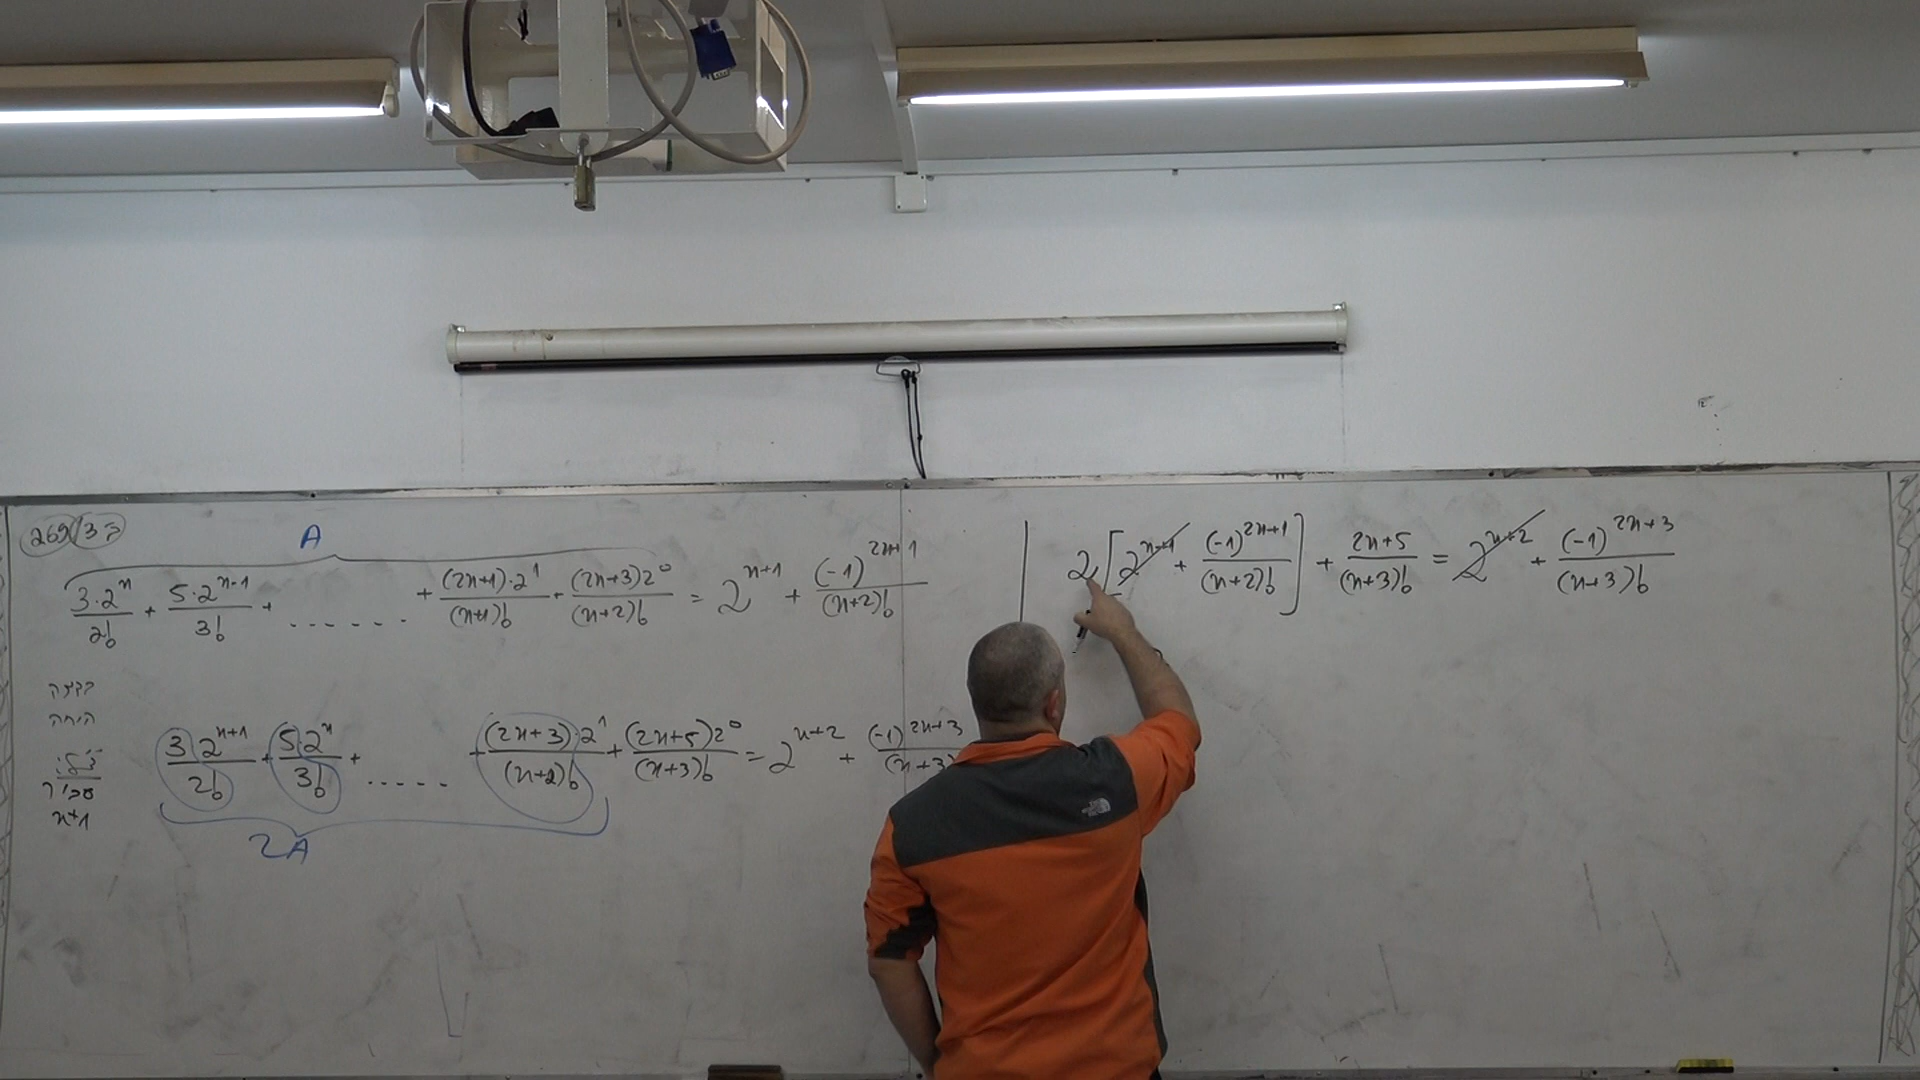 269/3ə
A
3·2^n/2! + 5·2^(n-1)/3! + ...... + (2n+1)·2^1/(n+1)! + (2n+3)2^0/(n+2)! = 2^(n+1) + (-1)^(2n+1)/(n+2)!
הנחה
3·2^(n+1)/2! + 5·2^n/3! + ...... + (2n+3)·2^1/(n+2)! + (2n+5)2^0/(n+3)! = 2^(n+2) + (-1)^(2n+3)/(n+3)
n+1
2A
2[2^(n+1) + (-1)^(2n+1)/(n+2)!] + 2n+5/(n+3)! = 2^(n+2) + (-1)^(2n+3)/(n+3)!